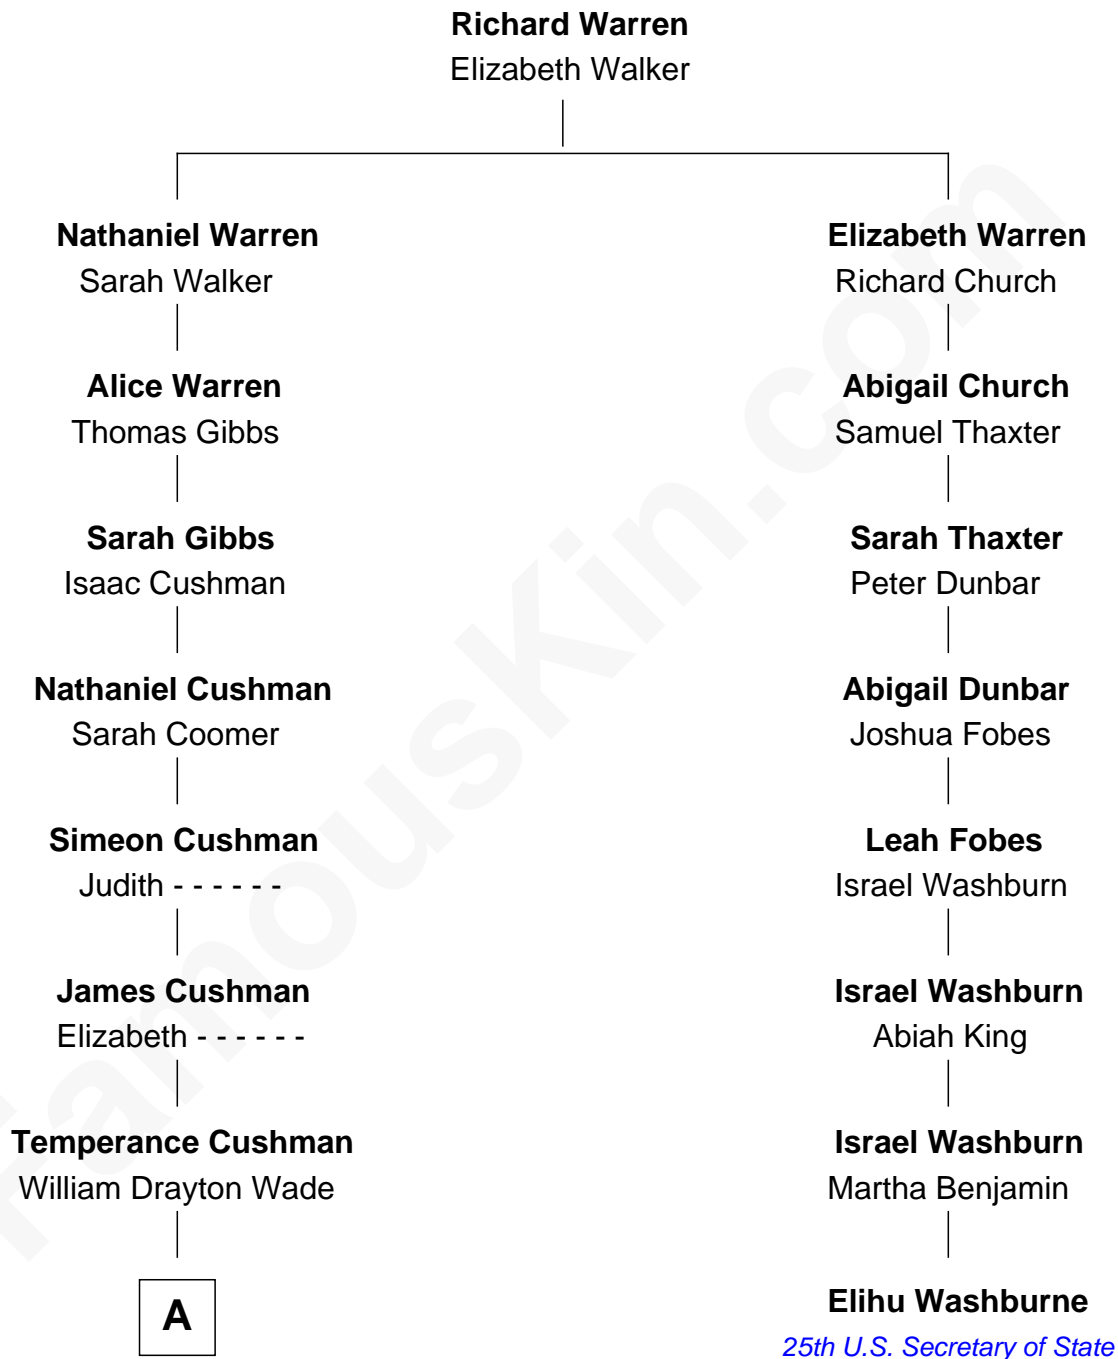 Richard Warren
Elizabeth Walker
Nathaniel Warren
Sarah Walker
Elizabeth Warren
Richard Church
Alice Warren
Thomas Gibbs
Abigail Church
Samuel Thaxter
Sarah Gibbs
Isaac Cushman
Sarah Thaxter
Peter Dunbar
Nathaniel Cushman
Sarah Coomer
Abigail Dunbar
Joshua Fobes
Simeon Cushman
Judith - - - - - -
Leah Fobes
Israel Washburn
James Cushman
Elizabeth - - - - - -
Israel Washburn
Abiah King
Temperance Cushman
William Drayton Wade
Israel Washburn
Martha Benjamin
A
Elihu Washburne
25th U.S. Secretary of State
FamousKin.com